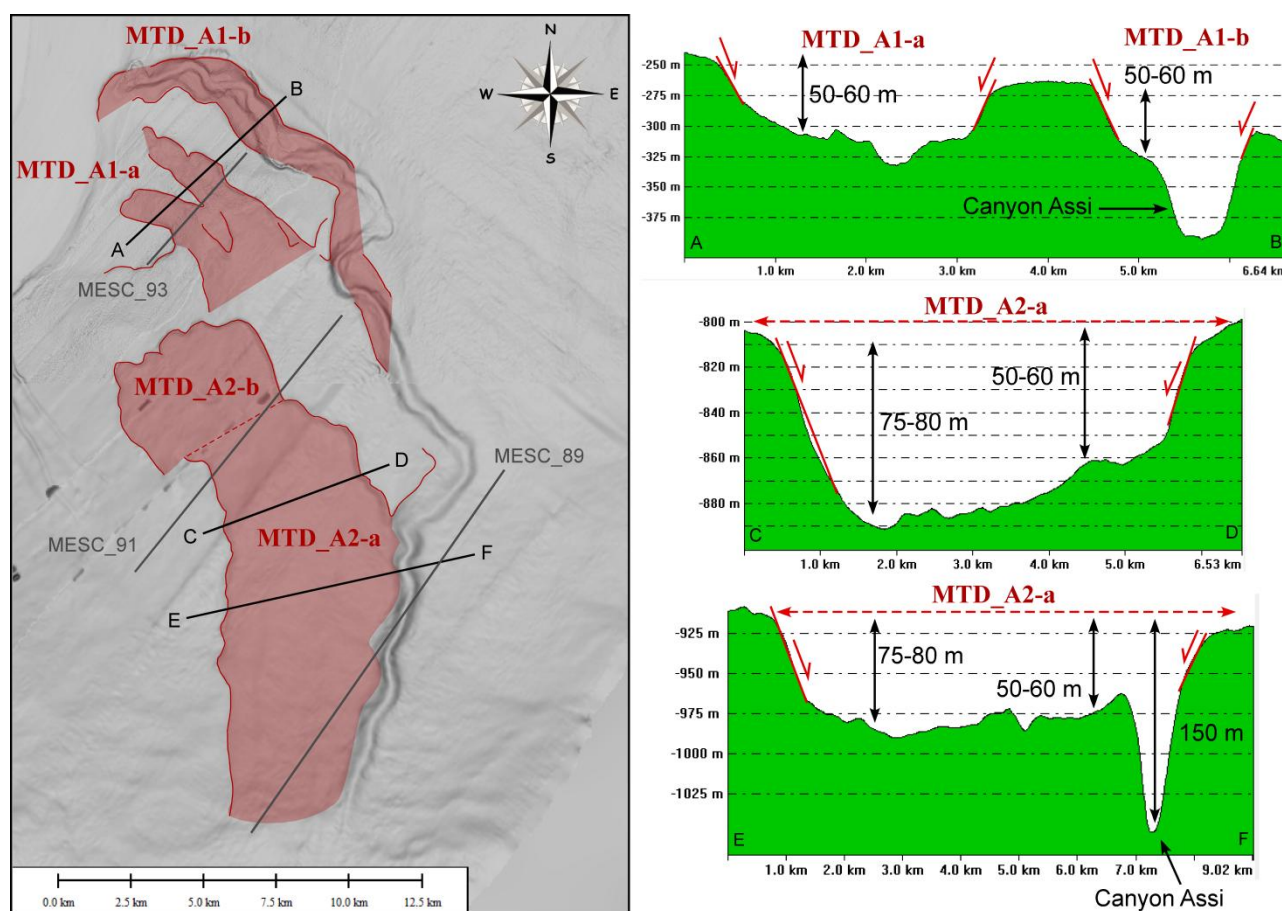 MTD_A1-b
N
W
E
S
B
MTD_A1-a
A
MESC_93
MTD_A2-b
MESC_89
D
C
MTD_A2-a
MESC_91
F
E
0.0 km 2.5 km 5.0 km 7.5 km 10.0 km 12.5 km
MTD_A1-a MTD_A1-b
-250 m
50-60 m 50-60 m
-275 m
-300 m
-325 m
-350 m
Canyon Assi
-375 m
A B
1.0 km 2.0 km 3.0 km 4.0 km 5.0 km 6.64 km
MTD_A2-a
-800 m
-820 m
50-60 m
-840 m
75-80 m
-860 m
-880 m
C D
1.0 km 2.0 km 3.0 km 4.0 km 5.0 km 6.53 km
MTD_A2-a
-925 m
75-80 m
-950 m
50-60 m
-975 m
150 m
-1000 m
-1025 m
E F
1.0 km 2.0 km 3.0 km 4.0 km 5.0 km 6.0 km 7.0 km 9.02 km
Canyon Assi